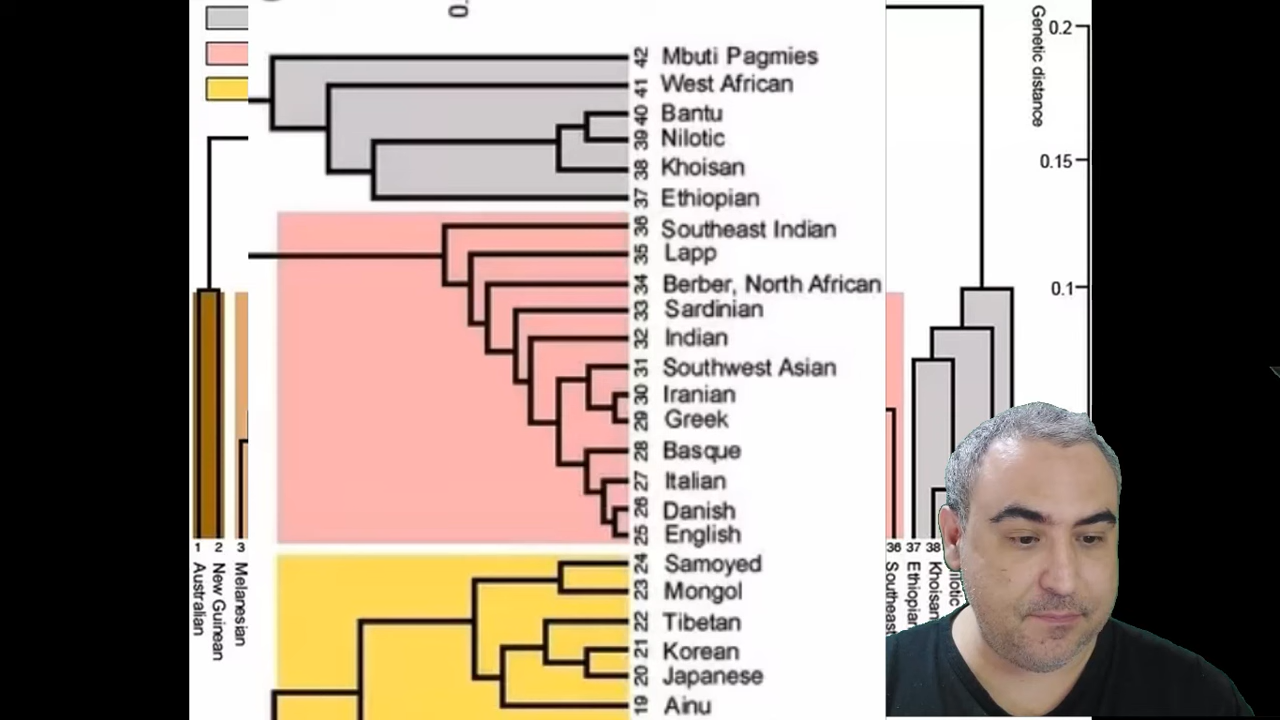 0.
42 Mbuti Pagmies
41 West African
40 Bantu
39 Nilotic
38 Khoisan
37 Ethiopian
36 Southeast Indian
35 Lapp
34 Berber, North African
33 Sardinian
32 Indian
31 Southwest Asian
30 Iranian
29 Greek
28 Basque
27 Italian
26 Danish
25 English
24 Samoyed
23 Mongol
22 Tibetan
21 Korean
20 Japanese
19 Ainu
1 Australian
2 New Guinean
3 Melanesian
Genetic distance
0.2
0.15
0.1
36 Southeast
37 Ethiopian
38 Khoisan